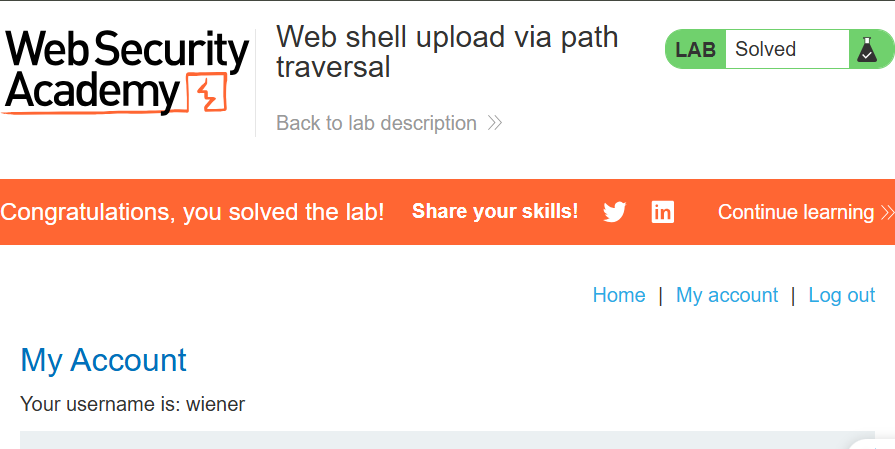 Web Security
Academy
Web shell upload via path
traversal
Back to lab description
LAB Solved
Congratulations, you solved the lab! Share your skills! Continue learning
Home | My account | Log out
My Account
Your username is: wiener